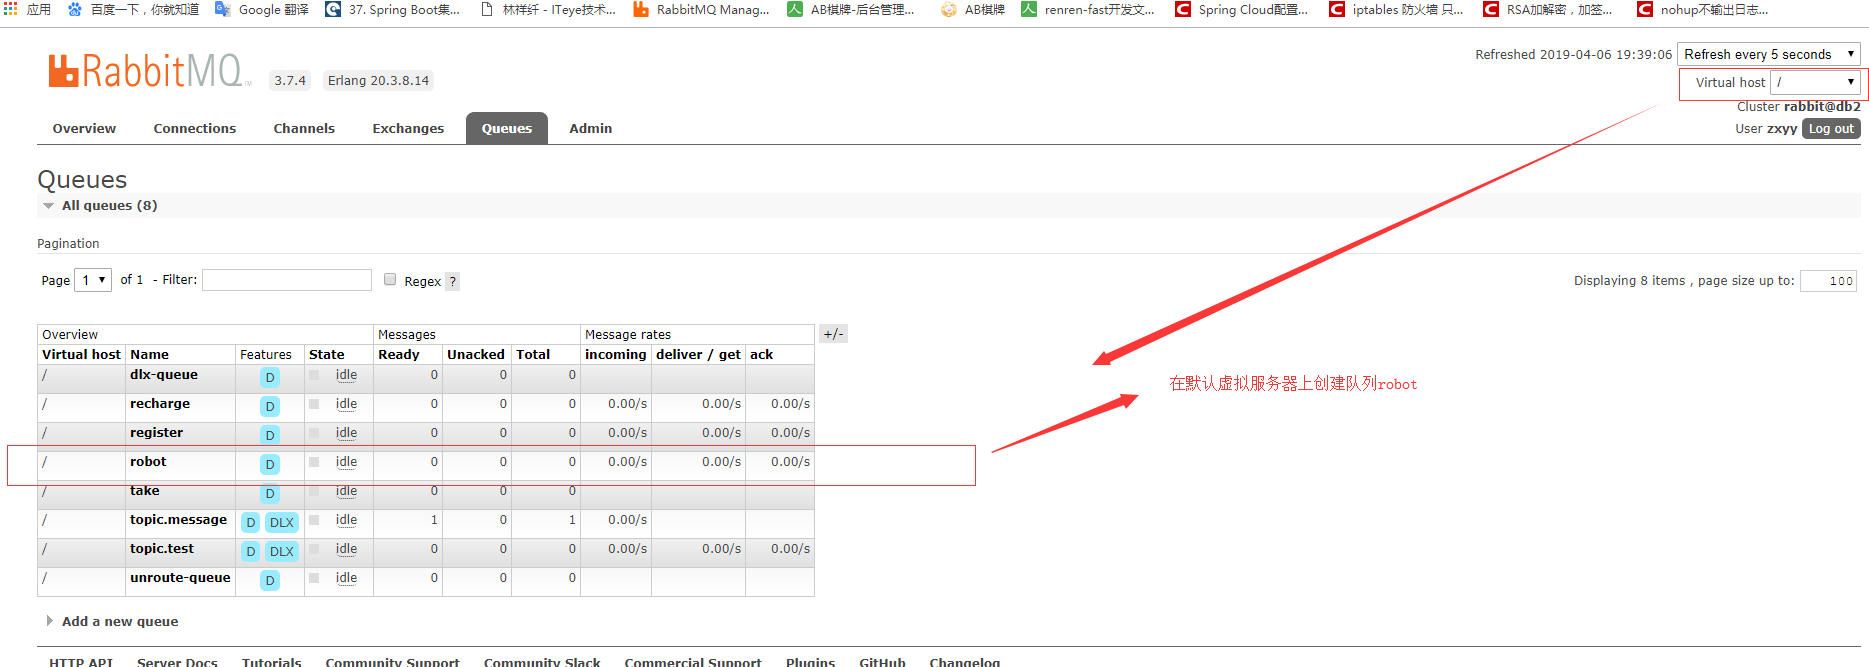 应用 百度一下，你就知道 Google 翻译 37. Spring Boot集... 林祥纤 - ITeye技术... RabbitMQ Manag... AB棋牌-后台管理... AB棋牌 renren-fast开发文... Spring Cloud配置... iptables 防火墙 只... RSA加解密，加签... nohup不输出日志...
Refreshed 2019-04-06 19:39:06 Refresh every 5 seconds
RabbitMQ TM 3.7.4 Erlang 20.3.8.14
Virtual host /
Cluster rabbit@db2
User zxyy Log out
Overview Connections Channels Exchanges Queues Admin
Queues
All queues (8)
Pagination
Page 1 of 1 - Filter: Regex ? Displaying 8 items , page size up to: 100
Overview Messages Message rates +/-
Virtual host Name Features State Ready Unacked Total incoming deliver / get ack
/ dlx-queue D idle 0 0 0
在默认虚拟服务器上创建队列robot
/ recharge D idle 0 0 0 0.00/s 0.00/s 0.00/s
/ register D idle 0 0 0 0.00/s 0.00/s 0.00/s
/ robot D idle 0 0 0 0.00/s 0.00/s 0.00/s
/ take D idle 0 0 0
/ topic.message D DLX idle 1 0 1 0.00/s
/ topic.test D DLX idle 0 0 0 0.00/s 0.00/s 0.00/s
/ unroute-queue D idle 0 0 0
Add a new queue
HTTP API Server Docs Tutorials Community Support Community Slack Commercial Support Plugins GitHub Changelog